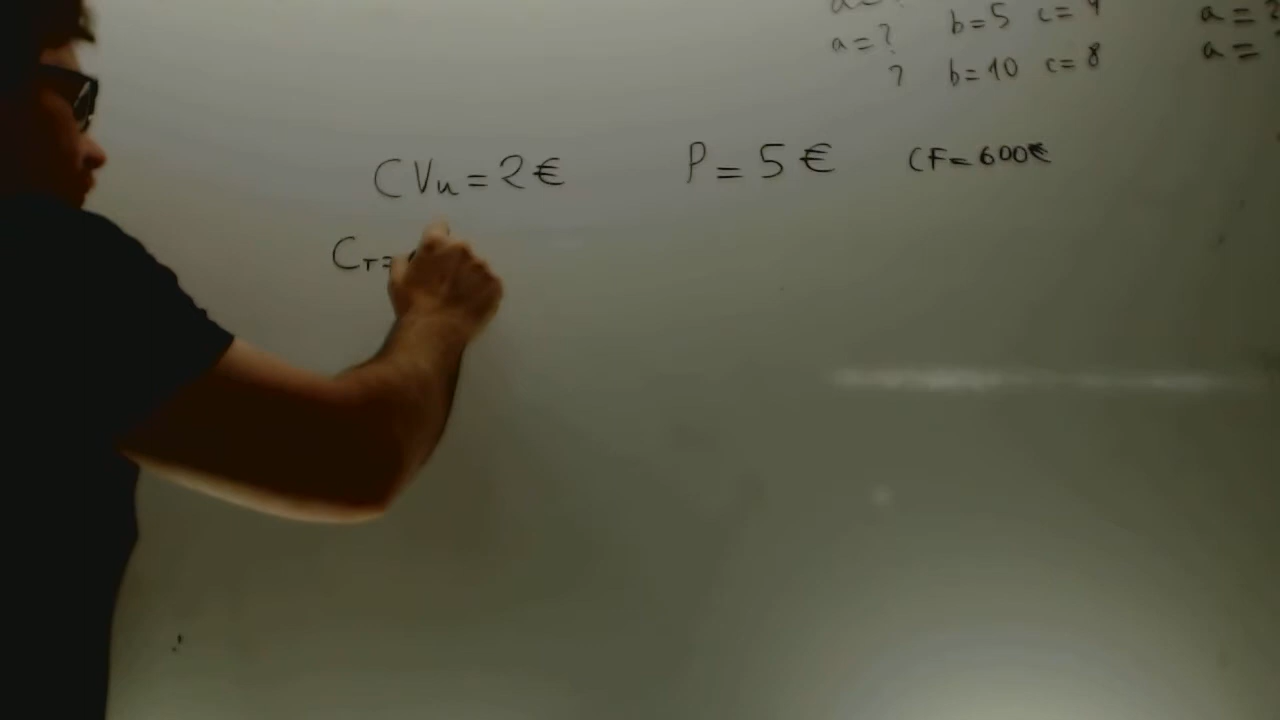 a=? b=5 c=4 a=?
? b=10 c=8 a=
CVu=2€ P=5€ CF=600€
CT=